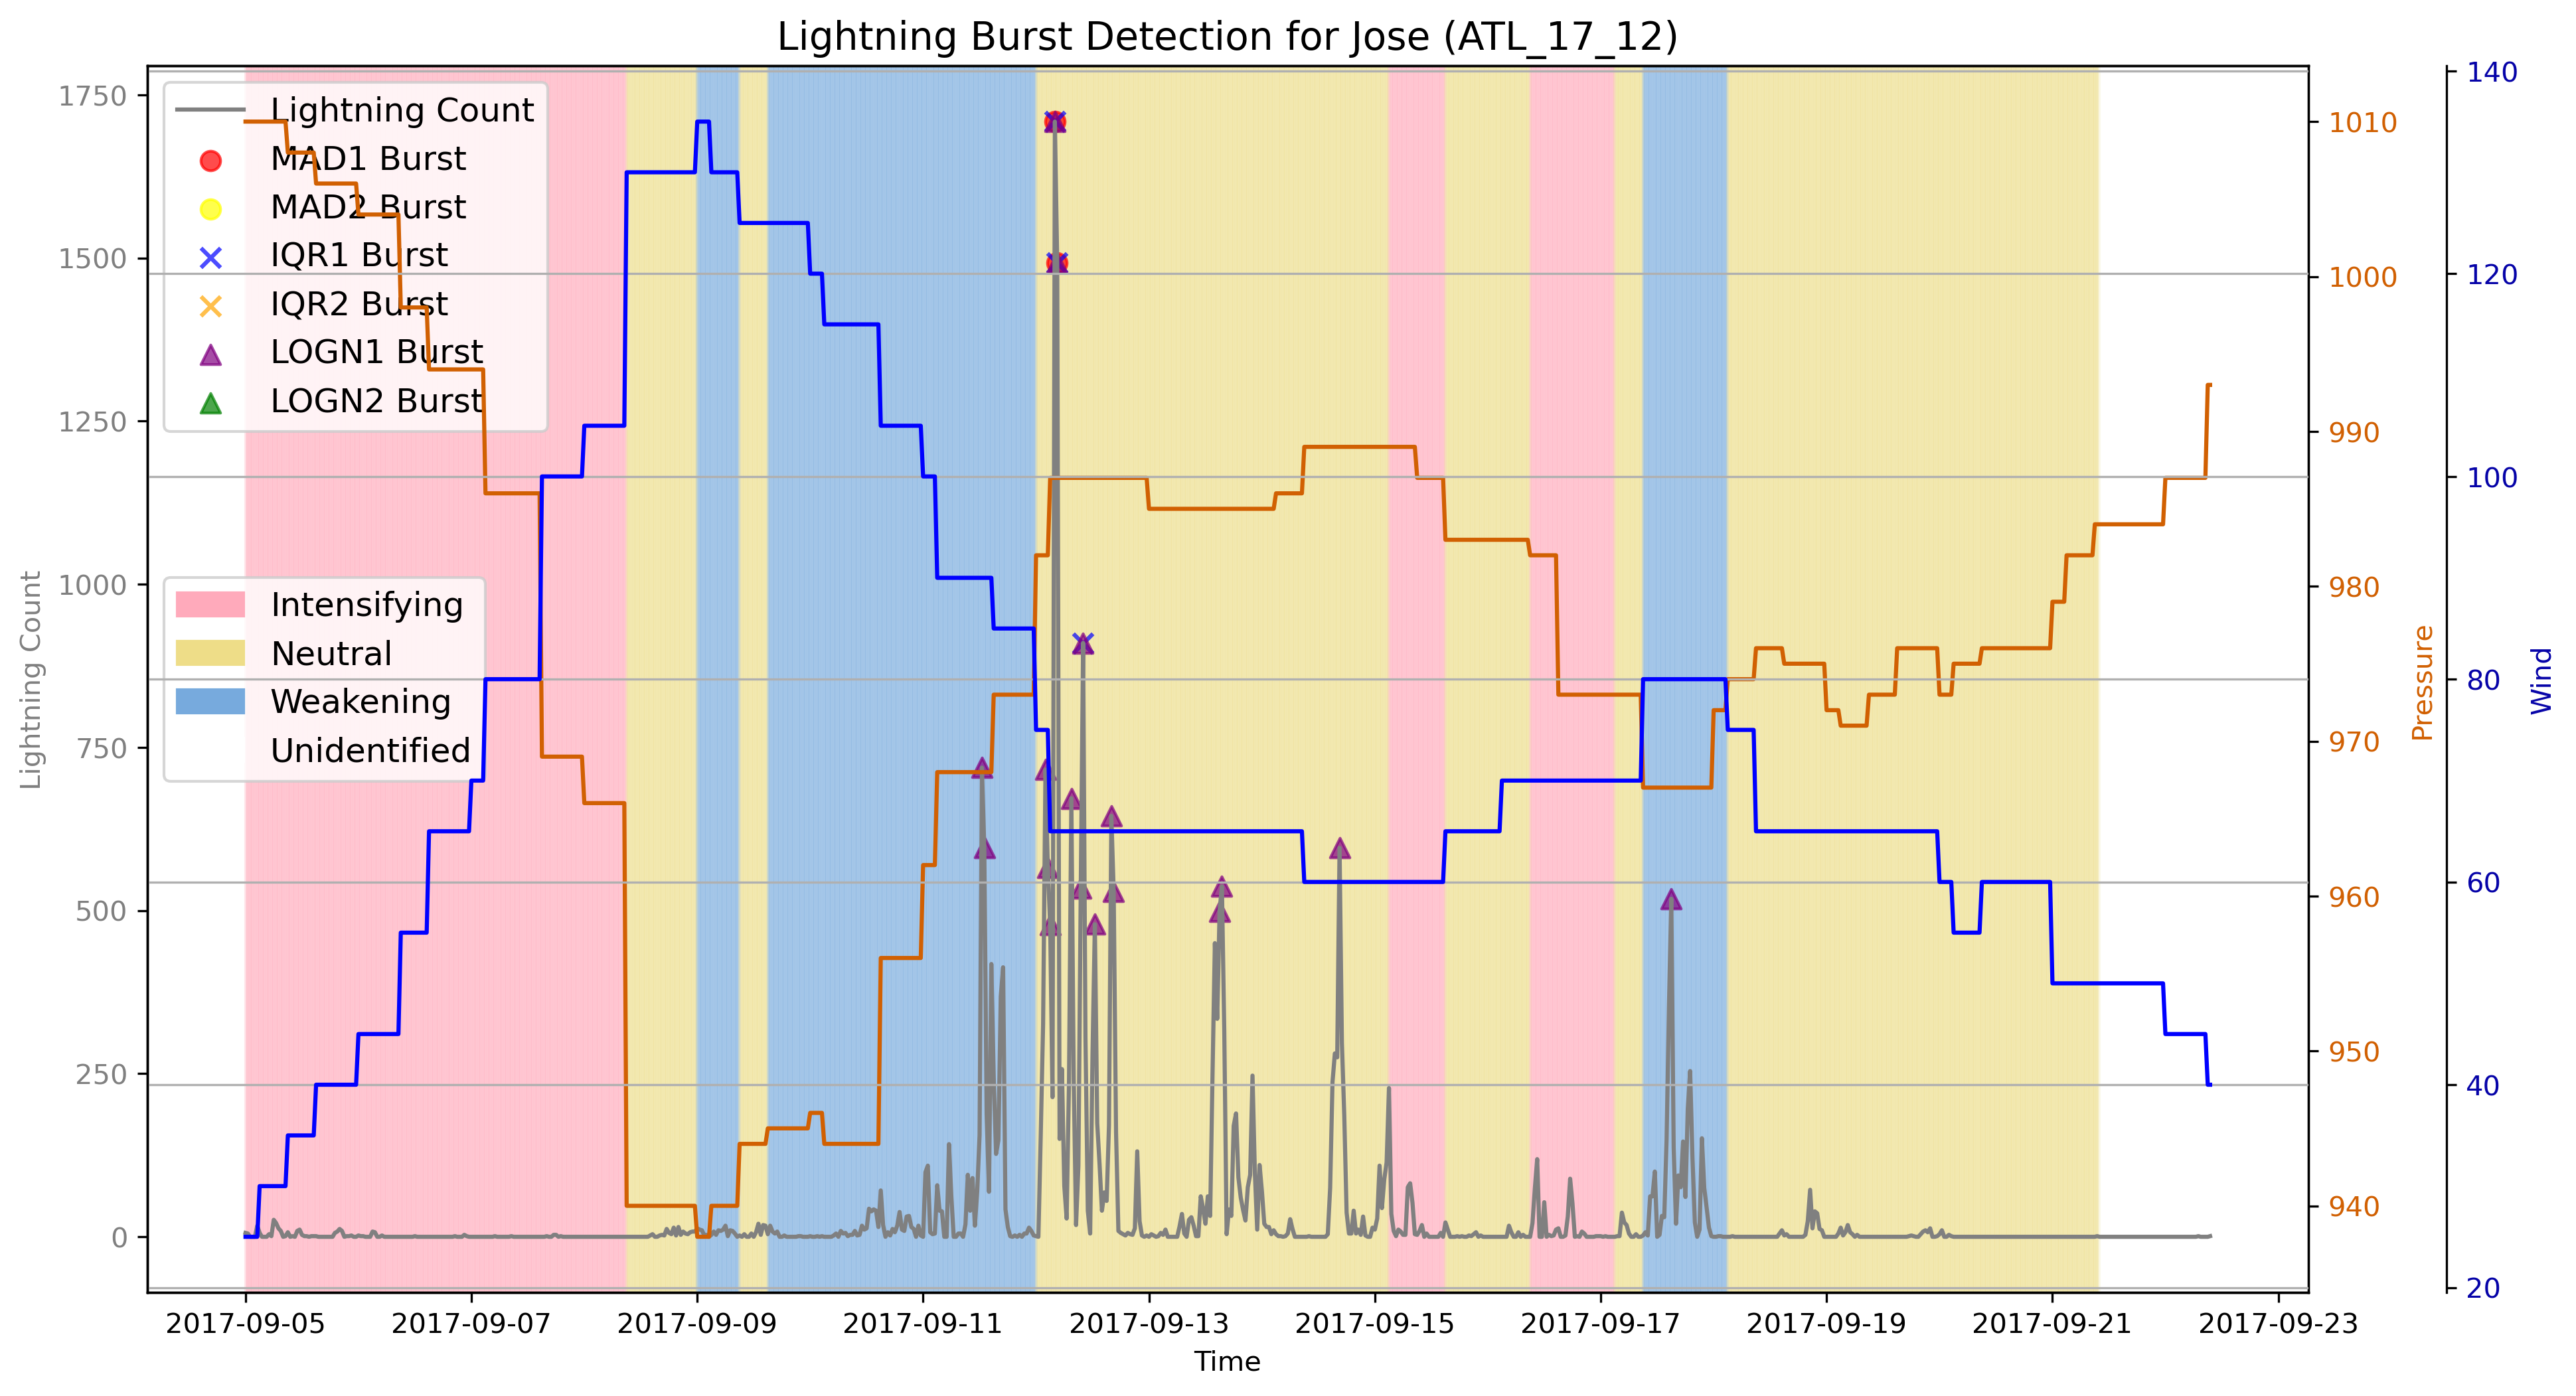 Lightning Burst Detection for Jose (ATL_17_12)
Lightning Count
MAD1 Burst
MAD2 Burst
IQR1 Burst
IQR2 Burst
LOGN1 Burst
LOGN2 Burst
Intensifying
Neutral
Weakening
Unidentified
1750
1500
1250
1000
750
500
250
0
Lightning Count
1010
1000
990
980
970
960
950
940
Pressure
140
120
100
80
60
40
20
Wind
2017-09-05
2017-09-07
2017-09-09
2017-09-11
2017-09-13
2017-09-15
2017-09-17
2017-09-19
2017-09-21
2017-09-23
Time